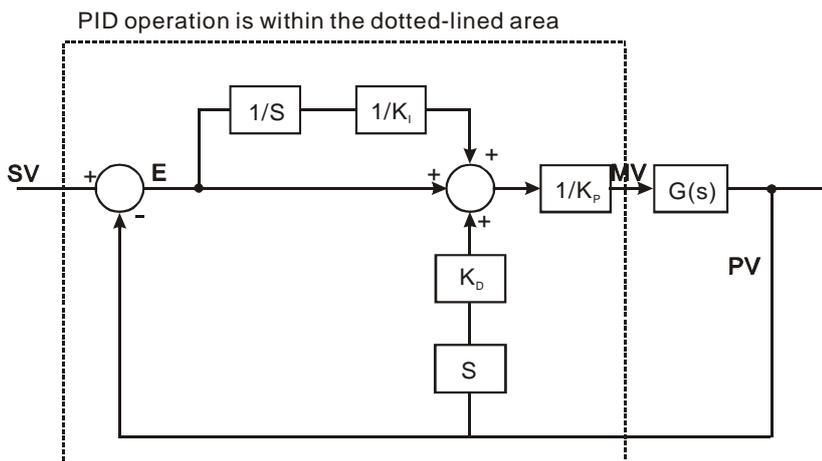 PID operation is within the dotted-lined area
1/S
1/K_I
+
SV
+
E
-
+
+
1/K_P
MV
G(s)
PV
K_D
S